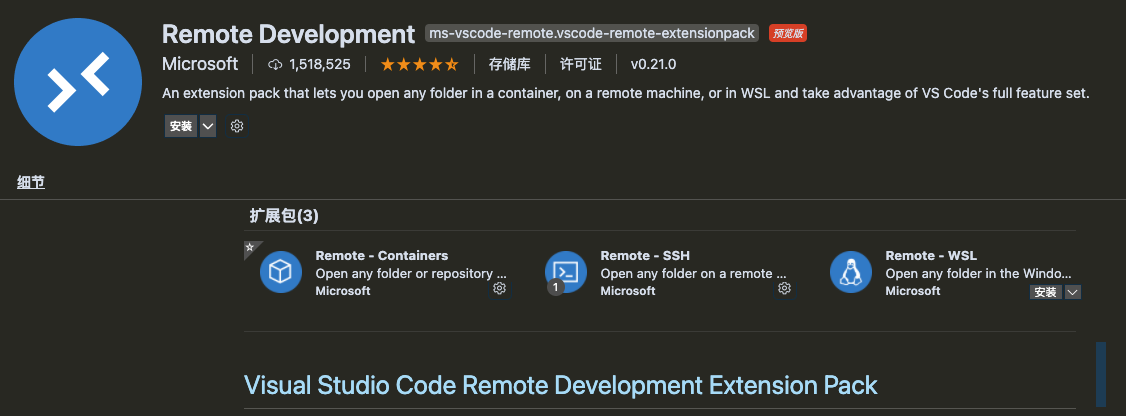 Remote Development ms-vscode-remote.vscode-remote-extensionpack 预览版
Microsoft 1,518,525 存储库 许可证 v0.21.0
An extension pack that lets you open any folder in a container, on a remote machine, or in WSL and take advantage of VS Code's full feature set.
安装
细节
扩展包(3)
Remote - Containers
Open any folder or repository ...
Microsoft
Remote - SSH
Open any folder on a remote ...
Microsoft
1
Remote - WSL
Open any folder in the Windo...
Microsoft
安装
Visual Studio Code Remote Development Extension Pack